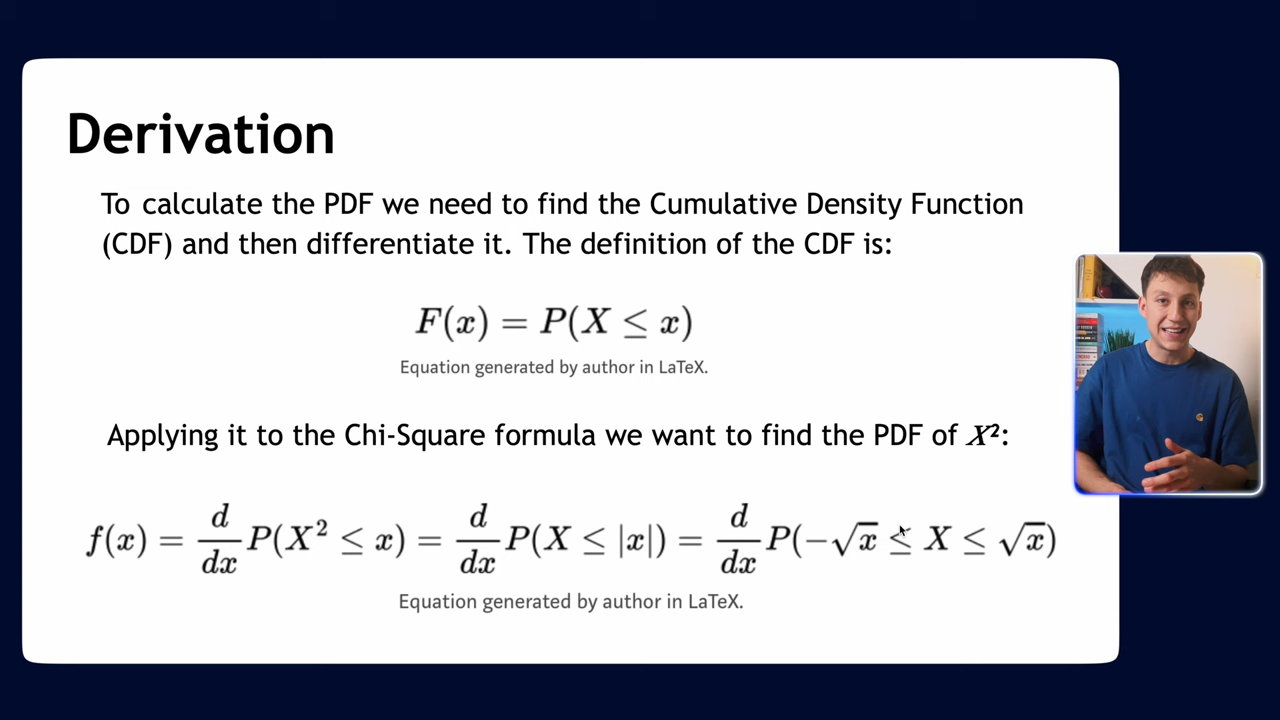 Derivation
To calculate the PDF we need to find the Cumulative Density Function
(CDF) and then differentiate it. The definition of the CDF is:
F(x) = P(X ≤ x)
Equation generated by author in LaTeX.
Applying it to the Chi-Square formula we want to find the PDF of X²:
f(x) = d/dx P(X² ≤ x) = d/dx P(X ≤ |x|) = d/dx P(−√x ≤ X ≤ √x)
Equation generated by author in LaTeX.